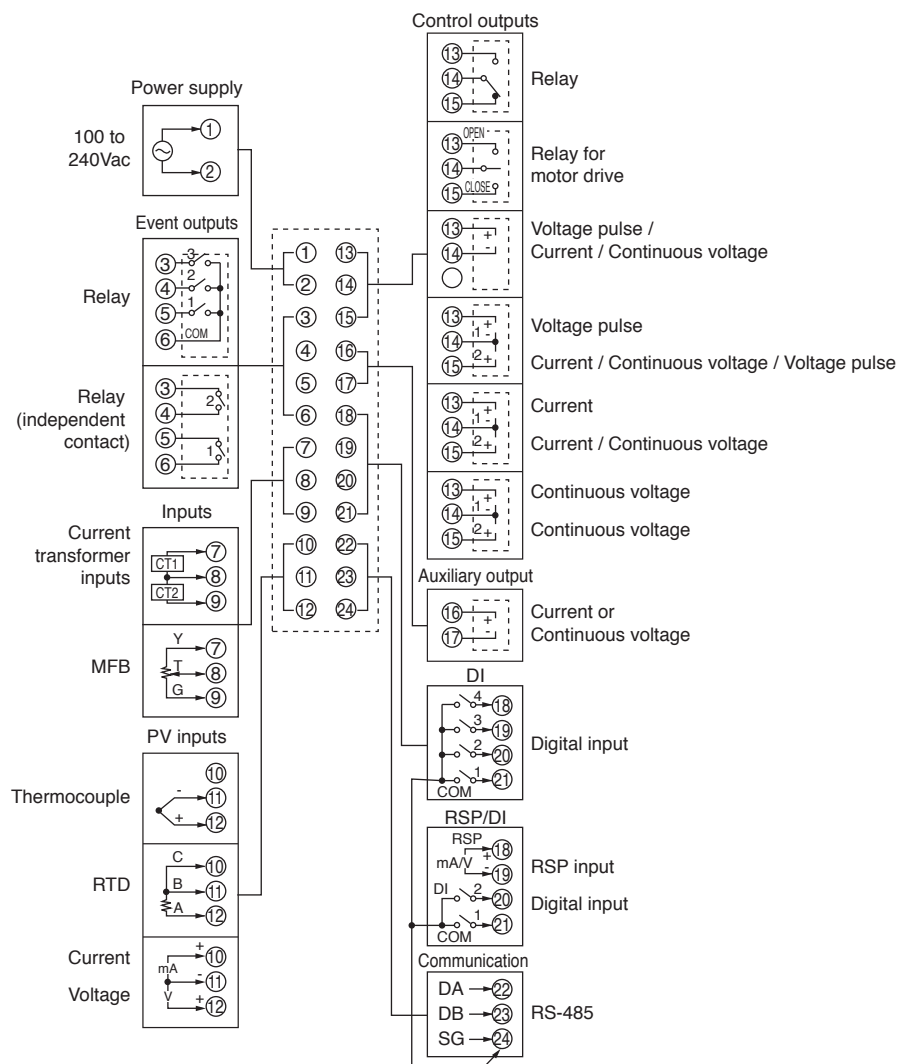 Power supply
100 to
240Vac
①
②
Event outputs
Relay
③ 3
④ 2
⑤ 1
⑥ COM
Relay
(independent
contact)
③
④ 2
⑤
⑥ 1
Inputs
Current
transformer
inputs
CT1
CT2
⑦
⑧
⑨
MFB
Y ⑦
T ⑧
G ⑨
PV inputs
Thermocouple
⑩
- ⑪
+ ⑫
RTD
C ⑩
B ⑪
A ⑫
Current
Voltage
+ ⑩
mA
- ⑪
V
+ ⑫
① ⑬
② ⑭
③ ⑮
④ ⑯
⑤ ⑰
⑥ ⑱
⑦ ⑲
⑧ ⑳
⑨ ㉑
⑩ ㉒
⑪ ㉓
⑫ ㉔
Control outputs
⑬
⑭
⑮
Relay
⑬ OPEN
⑭
⑮ CLOSE
Relay for
motor drive
⑬ +
⑭ -
Voltage pulse /
Current / Continuous voltage
⑬ +
⑭ 1 -
⑮ 2 +
Voltage pulse
Current / Continuous voltage / Voltage pulse
⑬ +
⑭ 1 -
⑮ 2 +
Current
Current / Continuous voltage
⑬ +
⑭ 1 -
⑮ 2 +
Continuous voltage
Continuous voltage
Auxiliary output
⑯ +
⑰ -
Current or
Continuous voltage
DI
4 ⑱
3 ⑲
2 ⑳
1 ㉑
COM
Digital input
RSP/DI
RSP
mA/V
+ ⑱
- ⑲
RSP input
DI 2 ⑳
1 ㉑
COM
Digital input
Communication
DA ㉒
DB ㉓
SG ㉔
RS-485